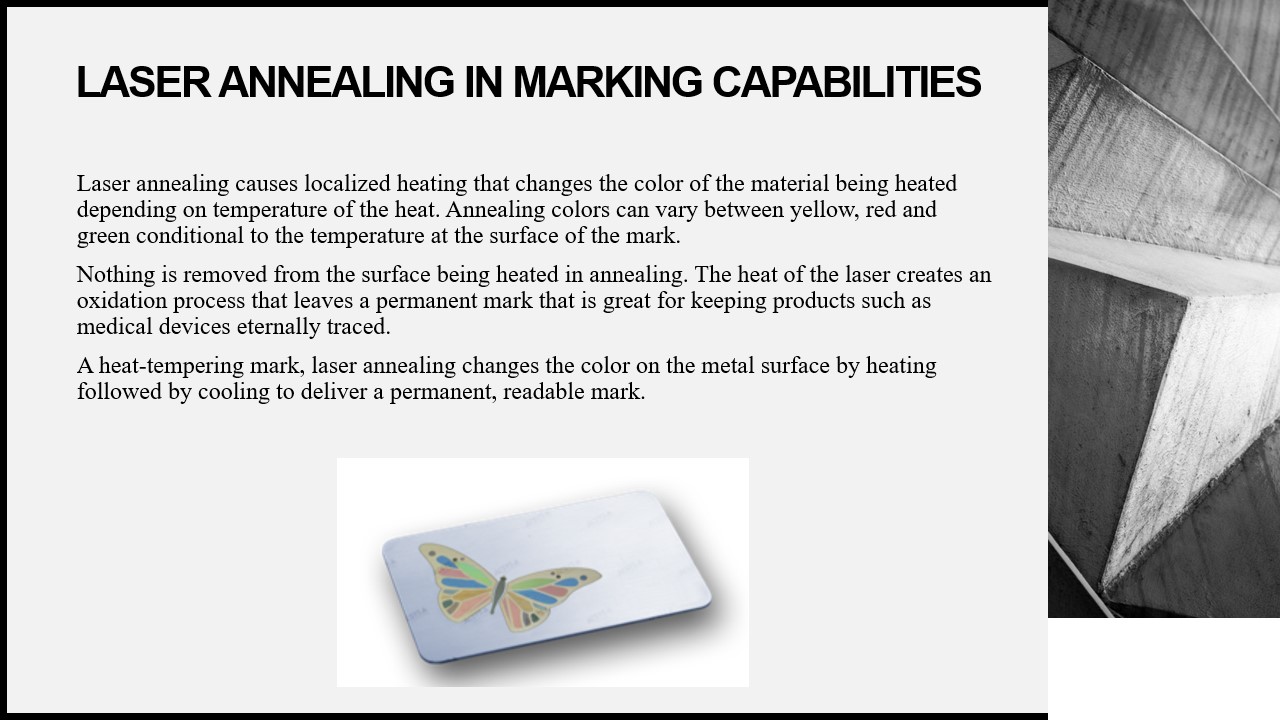 LASER ANNEALING IN MARKING CAPABILITIES
Laser annealing causes localized heating that changes the color of the material being heated
depending on temperature of the heat. Annealing colors can vary between yellow, red and
green conditional to the temperature at the surface of the mark.
Nothing is removed from the surface being heated in annealing. The heat of the laser creates an
oxidation process that leaves a permanent mark that is great for keeping products such as
medical devices eternally traced.
A heat-tempering mark, laser annealing changes the color on the metal surface by heating
followed by cooling to deliver a permanent, readable mark.